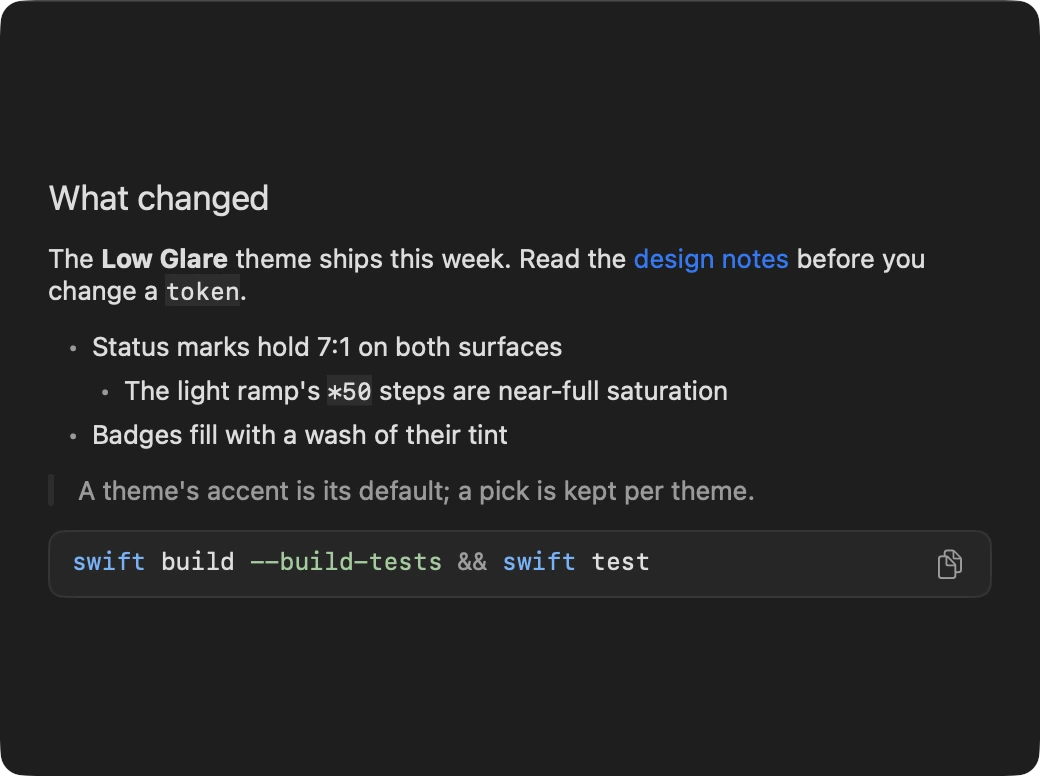 What changed
The Low Glare theme ships this week. Read the design notes before you
change a token.
• Status marks hold 7:1 on both surfaces
• The light ramp's *50 steps are near-full saturation
• Badges fill with a wash of their tint
A theme's accent is its default; a pick is kept per theme.
swift build --build-tests && swift test